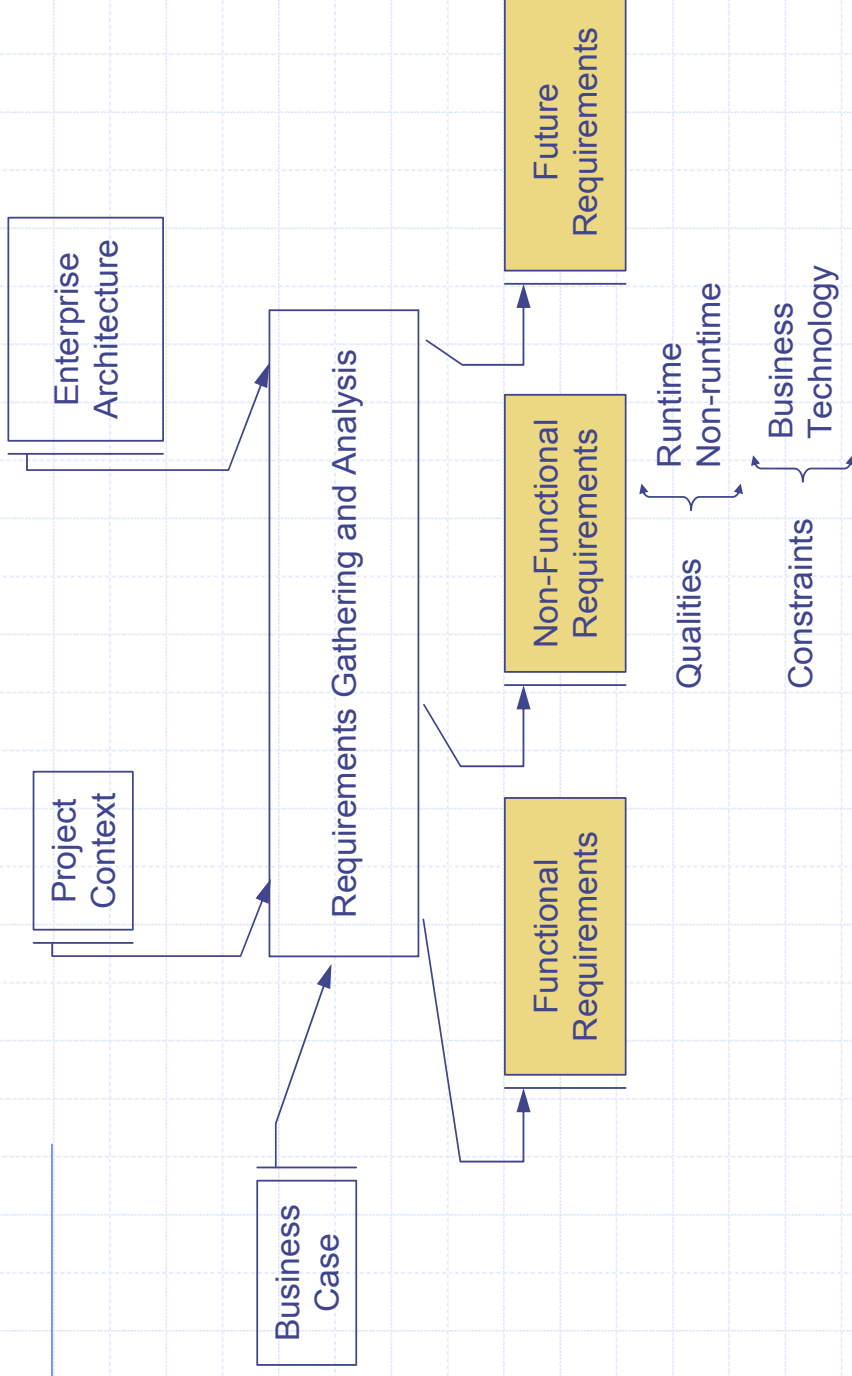 Project
Context
Enterprise
Architecture
Business
Case
Requirements Gathering and Analysis
Functional
Requirements
Non-Functional
Requirements
Future
Requirements
Qualities
Runtime
Non-runtime
Constraints
Business
Technology